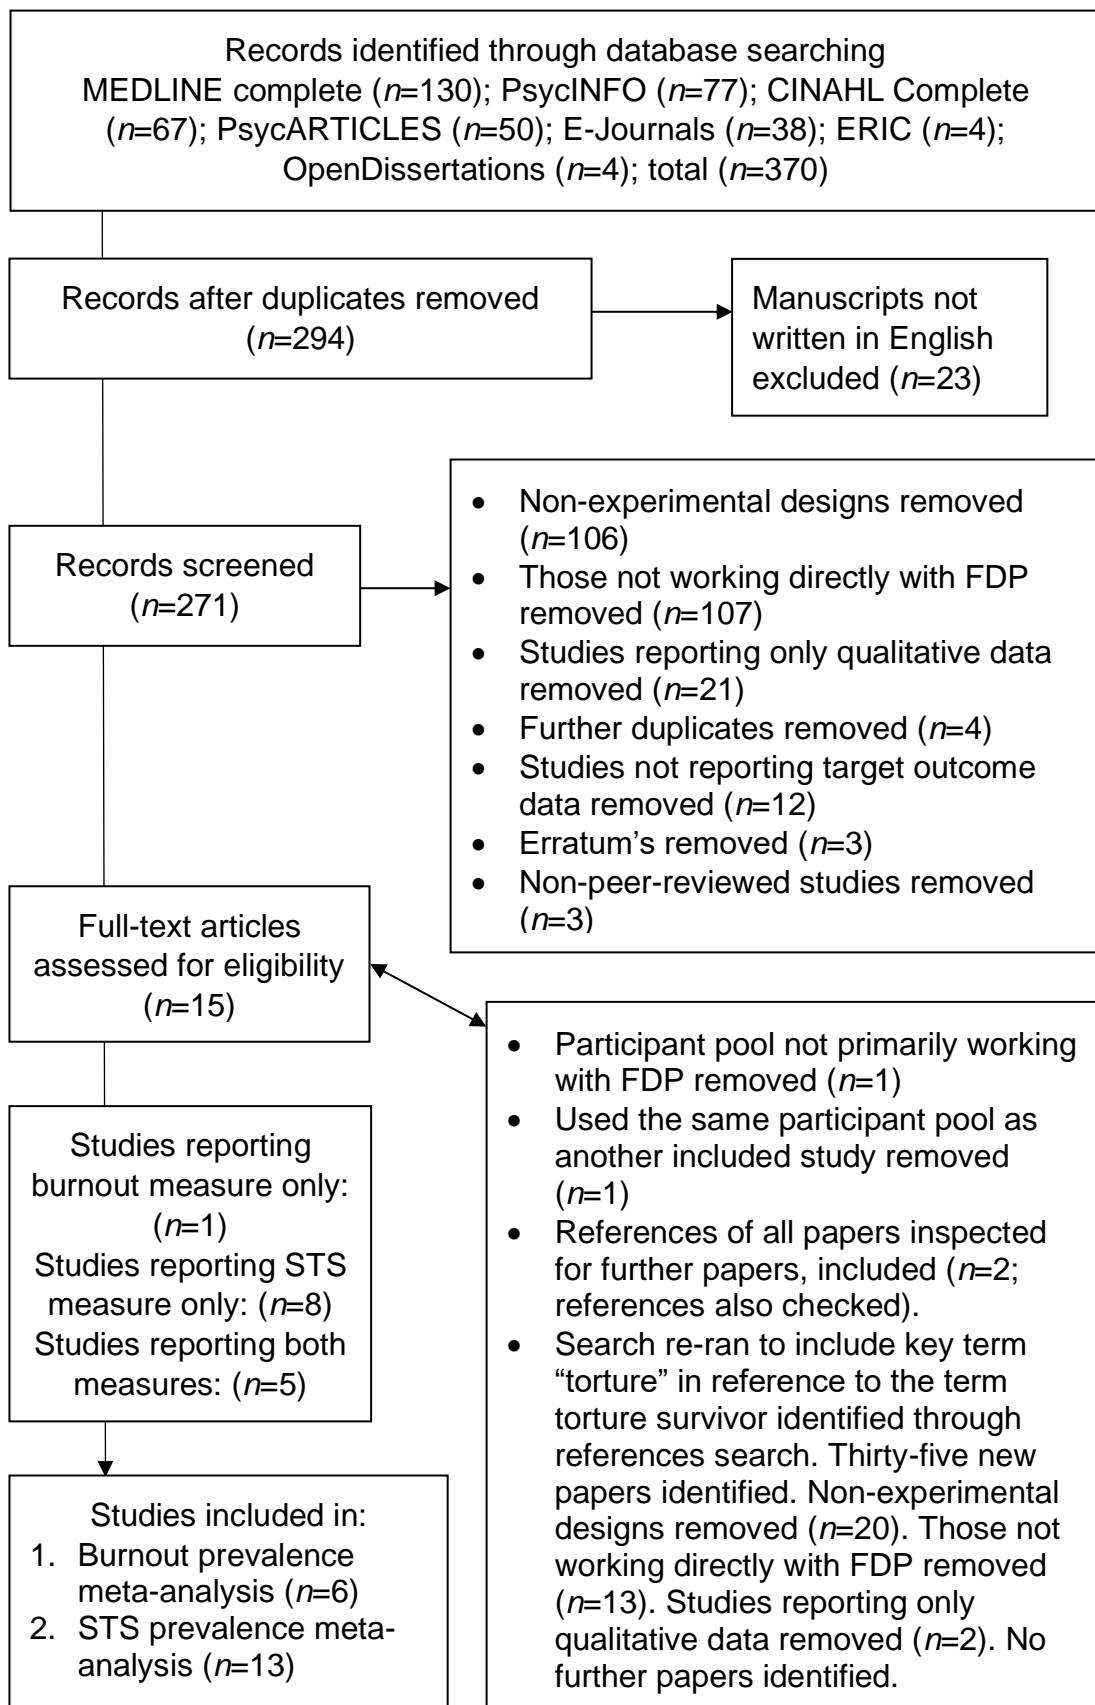 Records identified through database searching
MEDLINE complete (n=130); PsycINFO (n=77); CINAHL Complete
(n=67); PsycARTICLES (n=50); E-Journals (n=38); ERIC (n=4);
OpenDissertations (n=4); total (n=370)
Records after duplicates removed
(n=294)
Manuscripts not
written in English
excluded (n=23)
Records screened
(n=271)
• Non-experimental designs removed
(n=106)
• Those not working directly with FDP
removed (n=107)
• Studies reporting only qualitative data
removed (n=21)
• Further duplicates removed (n=4)
• Studies not reporting target outcome
data removed (n=12)
• Erratum's removed (n=3)
• Non-peer-reviewed studies removed
(n=3)
Full-text articles
assessed for eligibility
(n=15)
• Participant pool not primarily working
with FDP removed (n=1)
• Used the same participant pool as
another included study removed
(n=1)
• References of all papers inspected
for further papers, included (n=2;
references also checked).
• Search re-ran to include key term
“torture” in reference to the term
torture survivor identified through
references search. Thirty-five new
papers identified. Non-experimental
designs removed (n=20). Those not
working directly with FDP removed
(n=13). Studies reporting only
qualitative data removed (n=2). No
further papers identified.
Studies reporting
burnout measure only:
(n=1)
Studies reporting STS
measure only: (n=8)
Studies reporting both
measures: (n=5)
Studies included in:
1. Burnout prevalence
meta-analysis (n=6)
2. STS prevalence meta-
analysis (n=13)